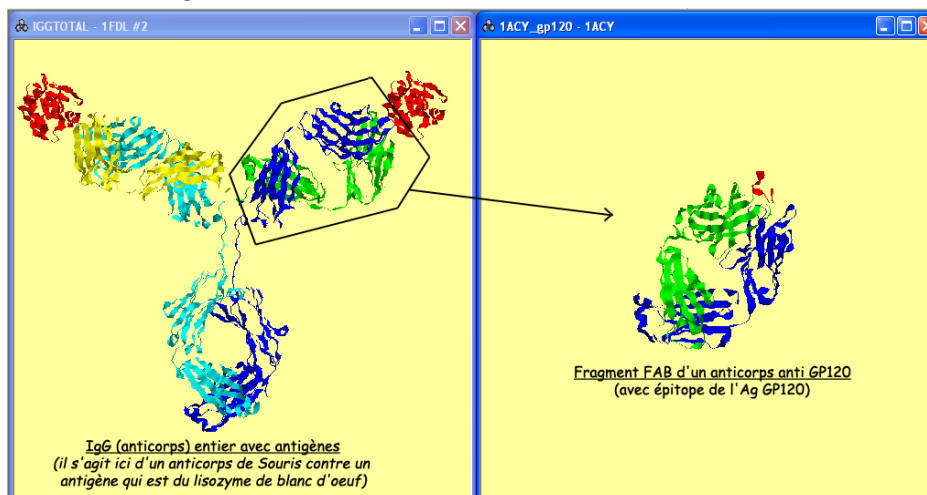 IGGTOTAL - 1FDL #2
1ACY_gp120 - 1ACY
Fragment FAB d'un anticorps anti GP120
(avec épitope de l'Ag GP120)
IgG (anticorps) entier avec antigènes
(il s'agit ici d'un anticorps de Souris contre un
antigène qui est du lisozyme de blanc d'oeuf)